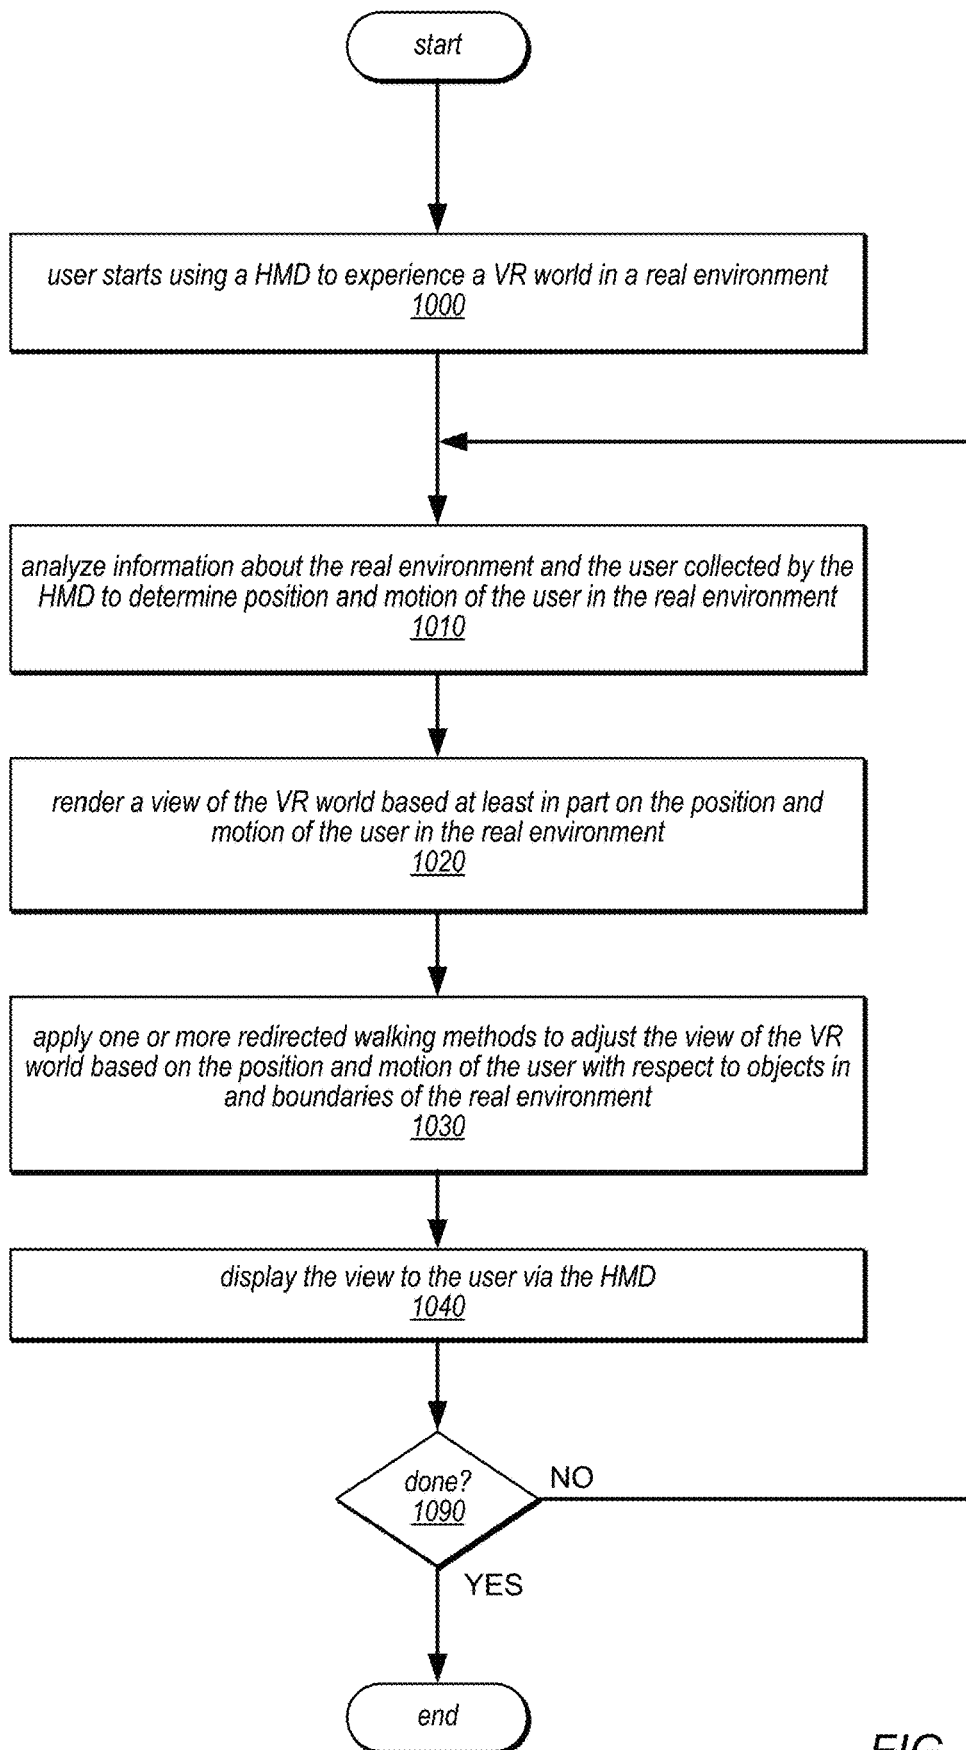 start
user starts using a HMD to experience a VR world in a real environment
1000
analyze information about the real environment and the user collected by the
HMD to determine position and motion of the user in the real environment
1010
render a view of the VR world based at least in part on the position and
motion of the user in the real environment
1020
apply one or more redirected walking methods to adjust the view of the VR
world based on the position and motion of the user with respect to objects in
and boundaries of the real environment
1030
display the view to the user via the HMD
1040
done?
1090
NO
YES
end
FIG